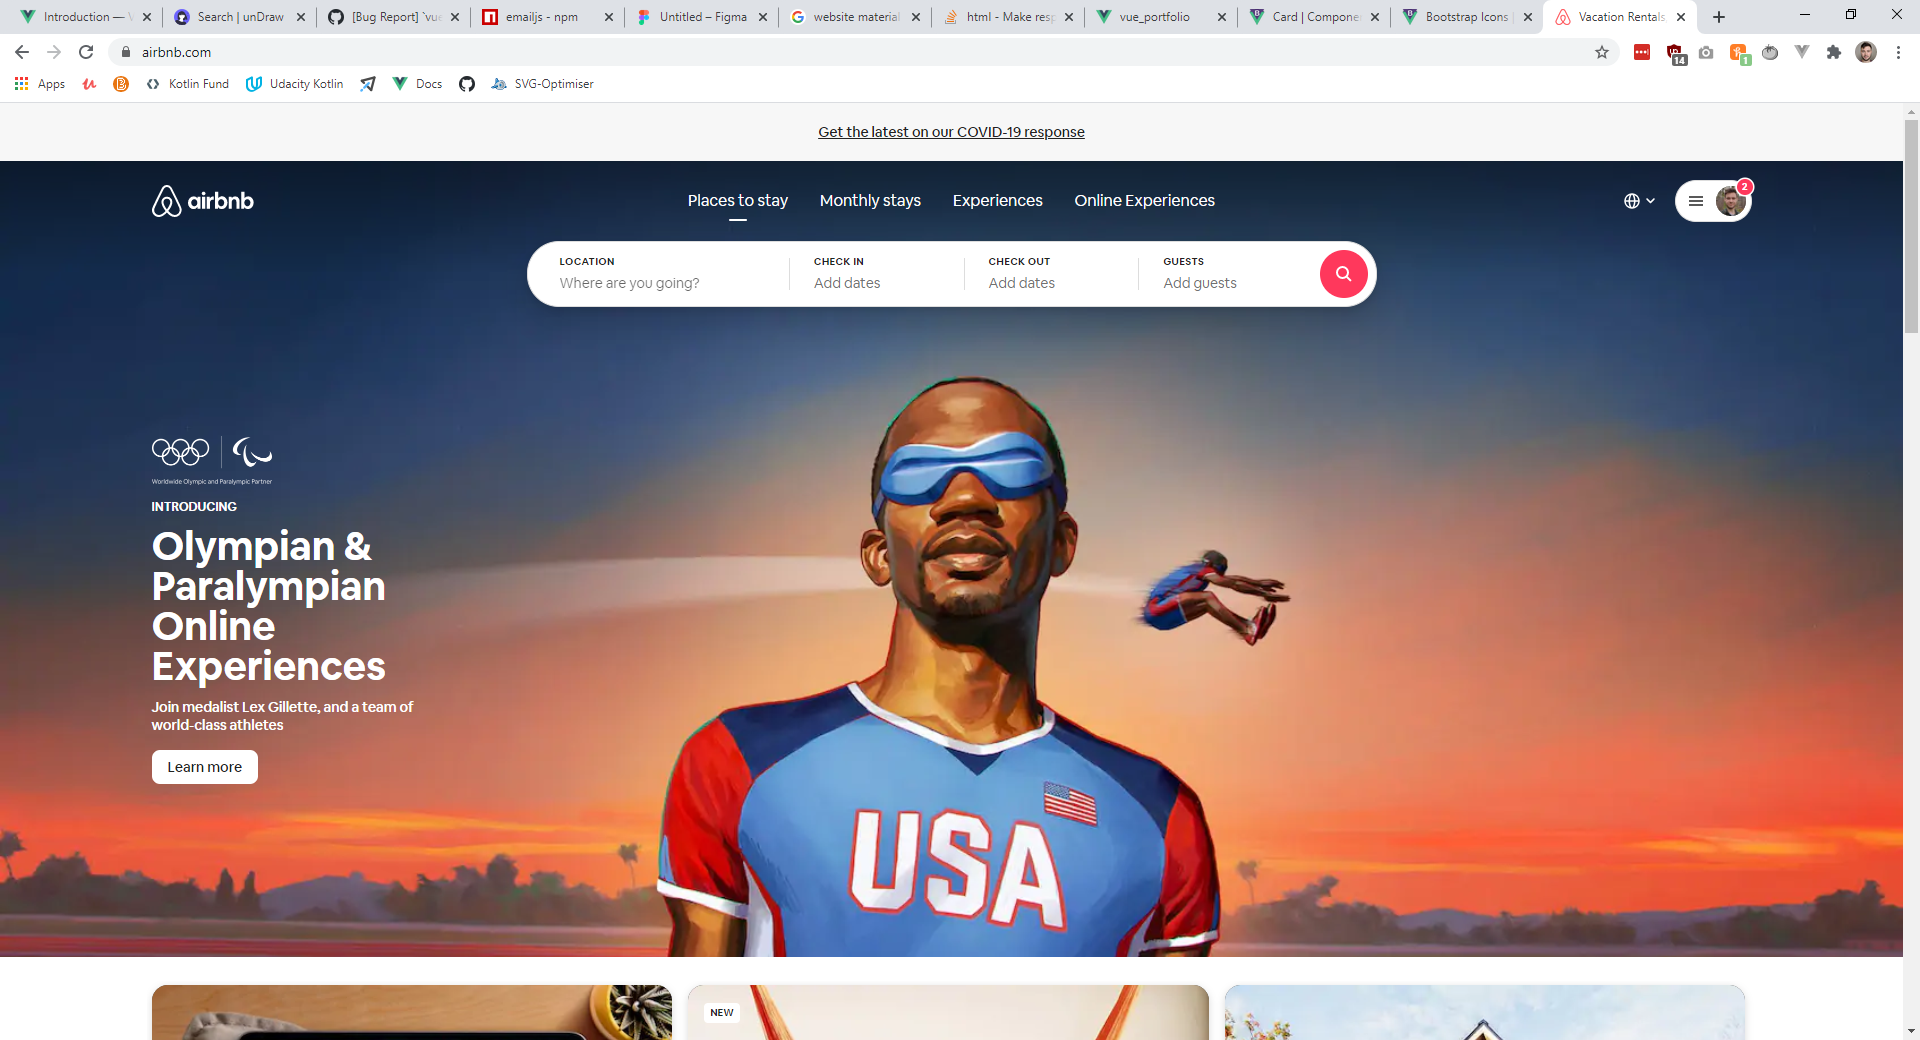 Introduction —
Search | unDraw
[Bug Report] `vue
emailjs - npm
Untitled – Figma
website material
html - Make resp
vue_portfolio
Card | Compone
Bootstrap Icons |
Vacation Rentals
airbnb.com
14
1
Apps
Kotlin Fund
Udacity Kotlin
Docs
SVG-Optimiser
Get the latest on our COVID-19 response
airbnb
Places to stay
Monthly stays
Experiences
Online Experiences
2
LOCATION
Where are you going?
CHECK IN
Add dates
CHECK OUT
Add dates
GUESTS
Add guests
Worldwide Olympic and Paralympic Partner
INTRODUCING
Olympian &
Paralympian
Online
Experiences
Join medalist Lex Gillette, and a team of
world-class athletes
Learn more
USA
NEW